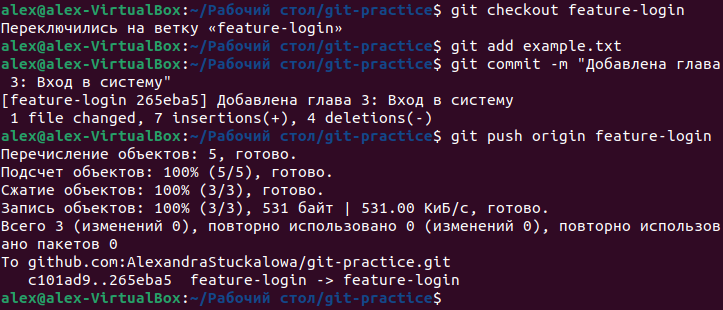 alex@alex-VirtualBox:~/Рабочий стол/git-practice$ git checkout feature-login
Переключились на ветку «feature-login»
alex@alex-VirtualBox:~/Рабочий стол/git-practice$ git add example.txt
alex@alex-VirtualBox:~/Рабочий стол/git-practice$ git commit -m "Добавлена глава
 3: Вход в систему"
[feature-login 265eba5] Добавлена глава 3: Вход в систему
 1 file changed, 7 insertions(+), 4 deletions(-)
alex@alex-VirtualBox:~/Рабочий стол/git-practice$ git push origin feature-login
Перечисление объектов: 5, готово.
Подсчет объектов: 100% (5/5), готово.
Сжатие объектов: 100% (3/3), готово.
Запись объектов: 100% (3/3), 531 байт | 531.00 КиБ/с, готово.
Всего 3 (изменений 0), повторно использовано 0 (изменений 0), повторно использов
ано пакетов 0
To github.com:AlexandraStuckalowa/git-practice.git
   c101ad9..265eba5  feature-login -> feature-login
alex@alex-VirtualBox:~/Рабочий стол/git-practice$